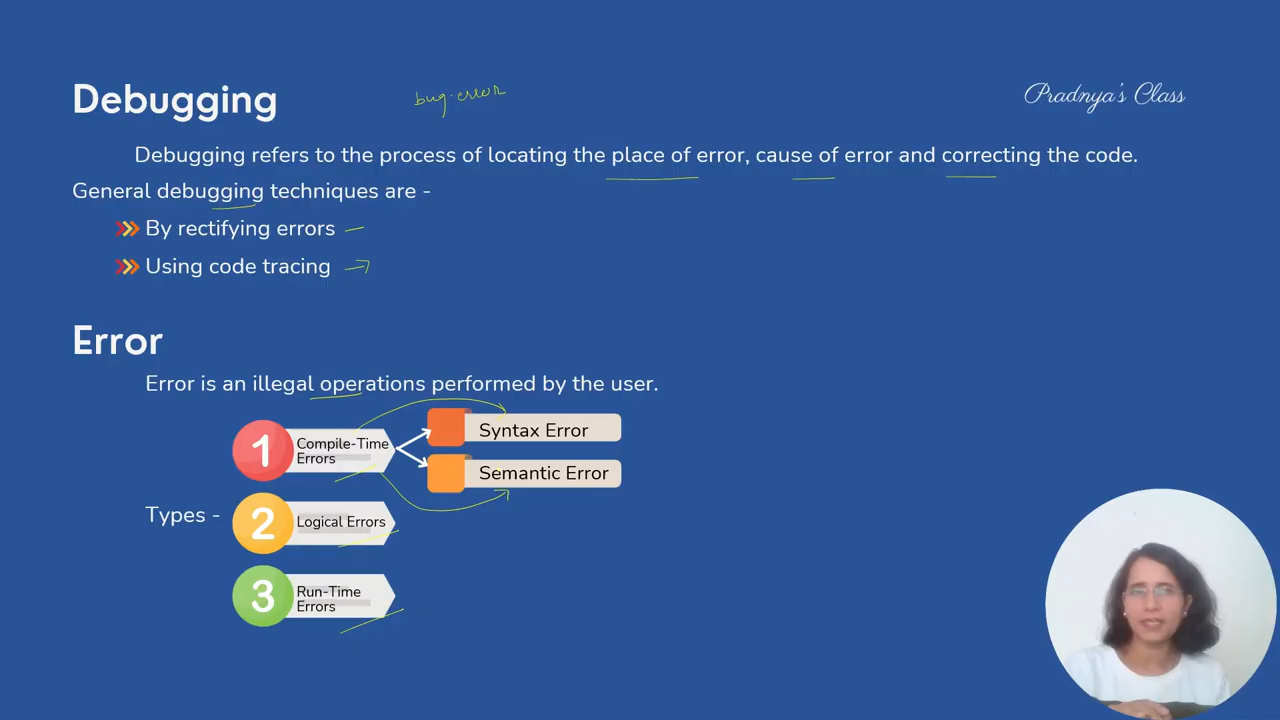 Debugging
bug·error
Pradnya's Class
Debugging refers to the process of locating the place of error, cause of error and correcting the code.
General debugging techniques are -
By rectifying errors
Using code tracing
Error
Error is an illegal operations performed by the user.
Types -
1
Compile-Time
Errors
Syntax Error
Semantic Error
2
Logical Errors
3
Run-Time
Errors